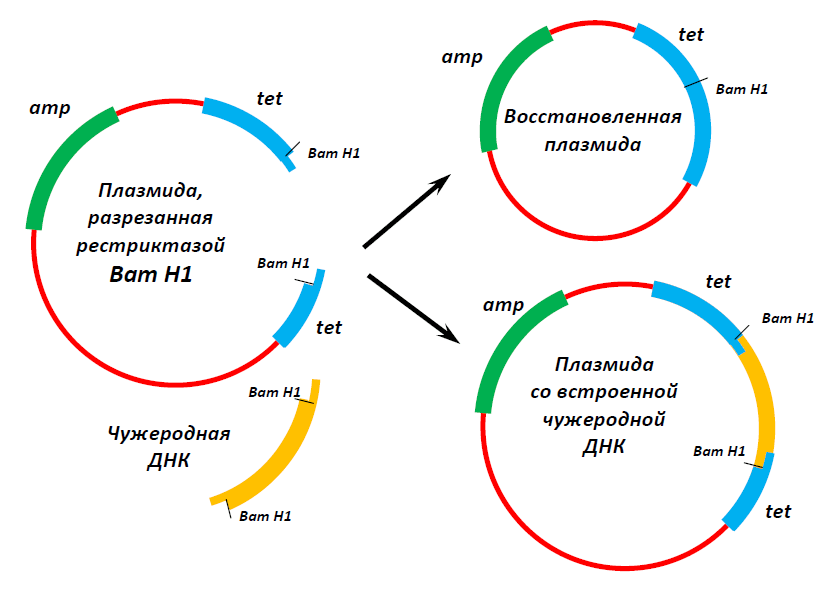 amp
tet
Bam H1
Плазмида,
разрезанная
рестриктазой
Bam H1
Bam H1
tet
Bam H1
Чужеродная
ДНК
Bam H1
amp
tet
Bam H1
Восстановленная
плазмида
amp
tet
Bam H1
Плазмида
со встроенной
чужеродной
ДНК
Bam H1
tet